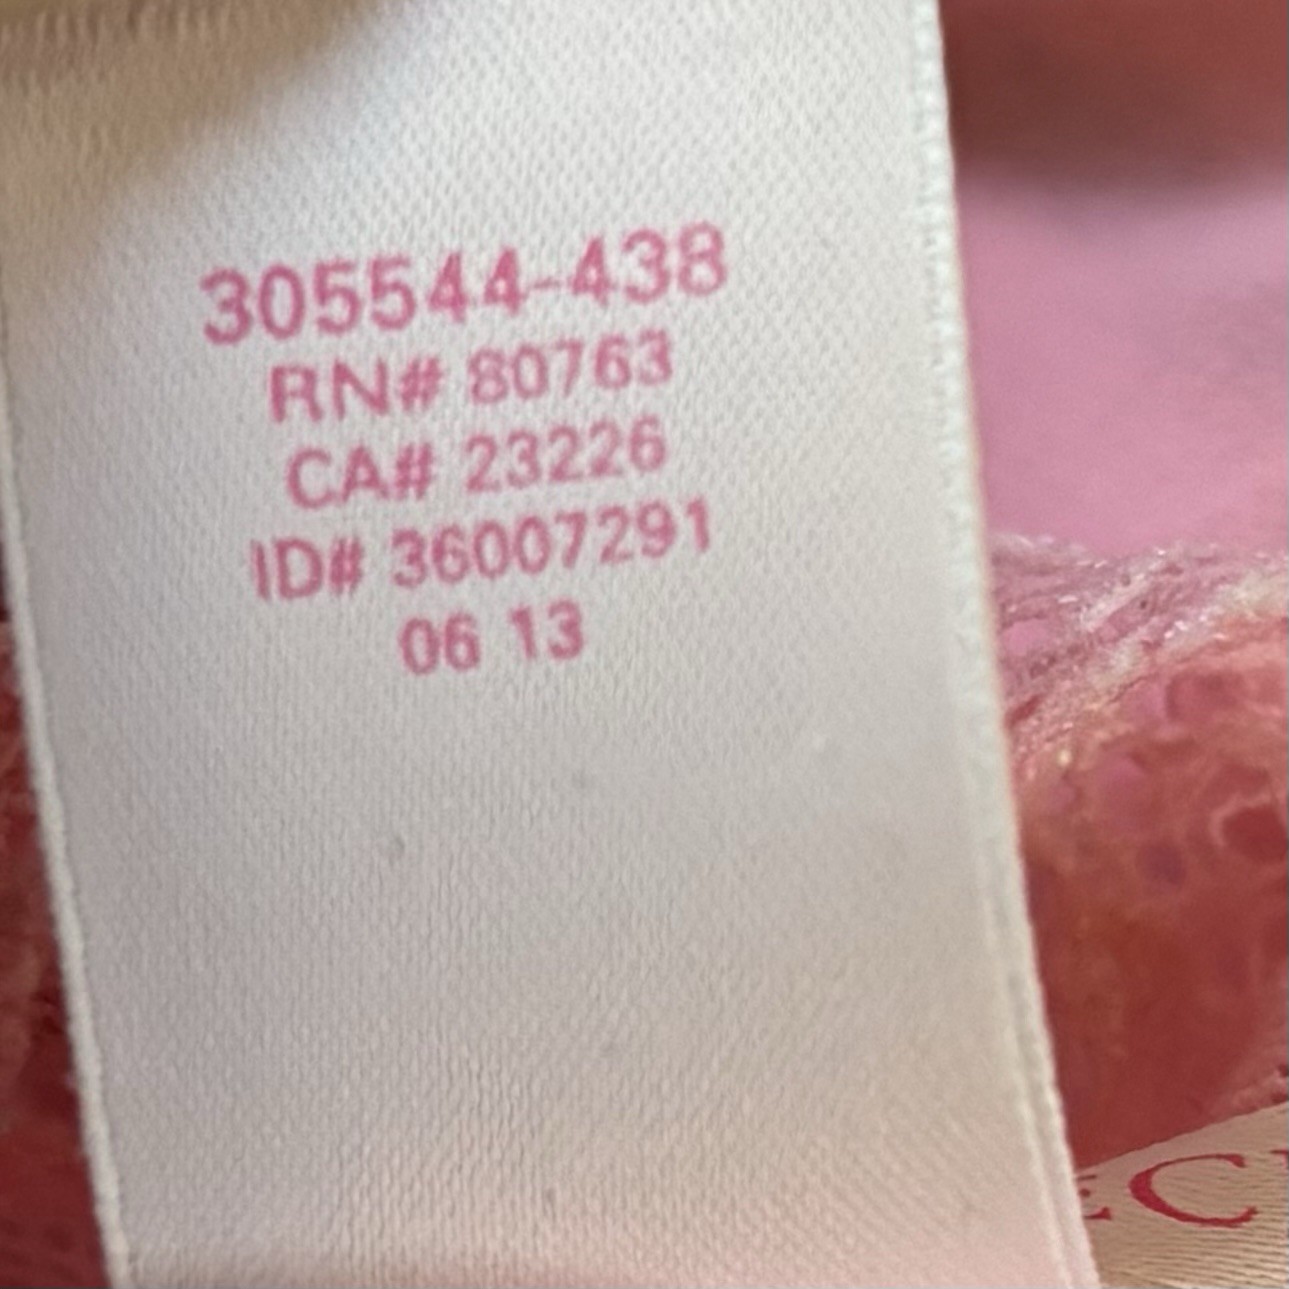 305544-438
RN# 80763
CA# 23226
ID# 36007291
06 13